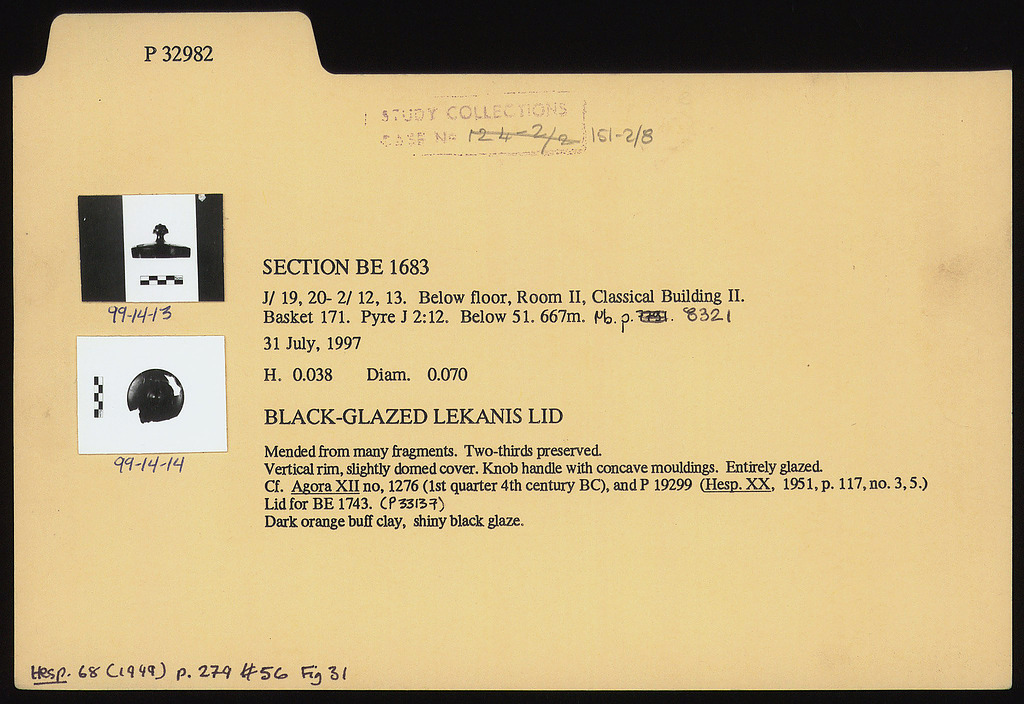 P 32982
STUDY COLLECTIONS
CASE No 124-2/2 151-2/8
99-14-13
99-14-14
SECTION BE 1683
J/ 19, 20- 2/ 12, 13. Below floor, Room II, Classical Building II.
Basket 171. Pyre J 2:12. Below 51. 667m. Nb. p. 8321
31 July, 1997
H. 0.038 Diam. 0.070
BLACK-GLAZED LEKANIS LID
Mended from many fragments. Two-thirds preserved.
Vertical rim, slightly domed cover. Knob handle with concave mouldings. Entirely glazed.
Cf. Agora XII no, 1276 (1st quarter 4th century BC), and P 19299 (Hesp. XX, 1951, p. 117, no. 3, 5.)
Lid for BE 1743. (P 33137)
Dark orange buff clay, shiny black glaze.
Hesp. 68 (1999) p. 279 #56 Fig 31